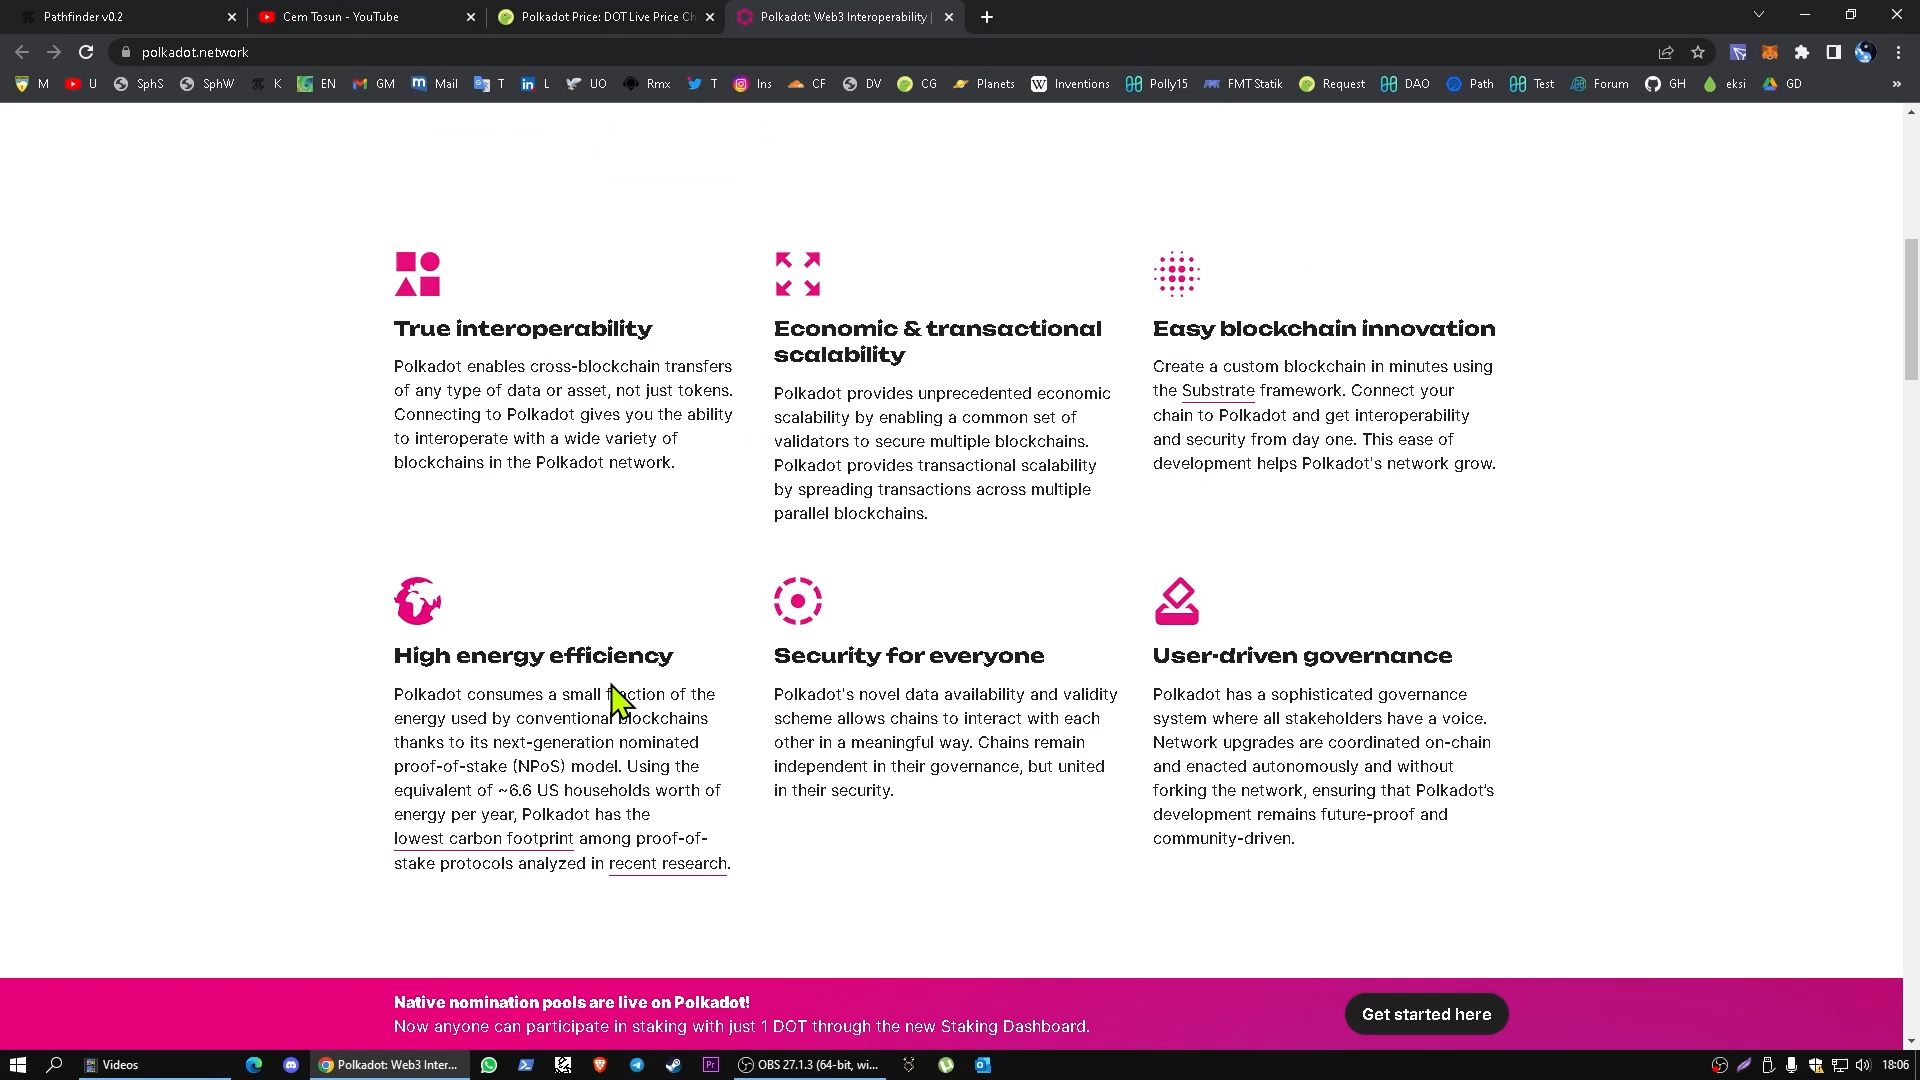 Pathfinder v0.2
Cem Tosun - YouTube
Polkadot Price: DOT Live Price Ch
Polkadot: Web3 Interoperability |
polkadot.network
M
U
SphS
SphW
K
EN
GM
Mail
T
L
UO
Rmx
T
Ins
CF
DV
CG
Planets
Inventions
Polly15
FMT Statik
Request
DAO
Path
Test
Forum
GH
eksi
GD
»
True interoperability
Polkadot enables cross-blockchain transfers
of any type of data or asset, not just tokens.
Connecting to Polkadot gives you the ability
to interoperate with a wide variety of
blockchains in the Polkadot network.
Economic & transactional
scalability
Polkadot provides unprecedented economic
scalability by enabling a common set of
validators to secure multiple blockchains.
Polkadot provides transactional scalability
by spreading transactions across multiple
parallel blockchains.
Easy blockchain innovation
Create a custom blockchain in minutes using
the Substrate framework. Connect your
chain to Polkadot and get interoperability
and security from day one. This ease of
development helps Polkadot's network grow.
High energy efficiency
Polkadot consumes a small fraction of the
energy used by conventional blockchains
thanks to its next-generation nominated
proof-of-stake (NPoS) model. Using the
equivalent of ~6.6 US households worth of
energy per year, Polkadot has the
lowest carbon footprint among proof-of-
stake protocols analyzed in recent research.
Security for everyone
Polkadot's novel data availability and validity
scheme allows chains to interact with each
other in a meaningful way. Chains remain
independent in their governance, but united
in their security.
User-driven governance
Polkadot has a sophisticated governance
system where all stakeholders have a voice.
Network upgrades are coordinated on-chain
and enacted autonomously and without
forking the network, ensuring that Polkadot's
development remains future-proof and
community-driven.
Native nomination pools are live on Polkadot!
Now anyone can participate in staking with just 1 DOT through the new Staking Dashboard.
Get started here
Videos
Polkadot: Web3 Inter...
Pr
OBS 27.1.3 (64-bit, wi...
18:06